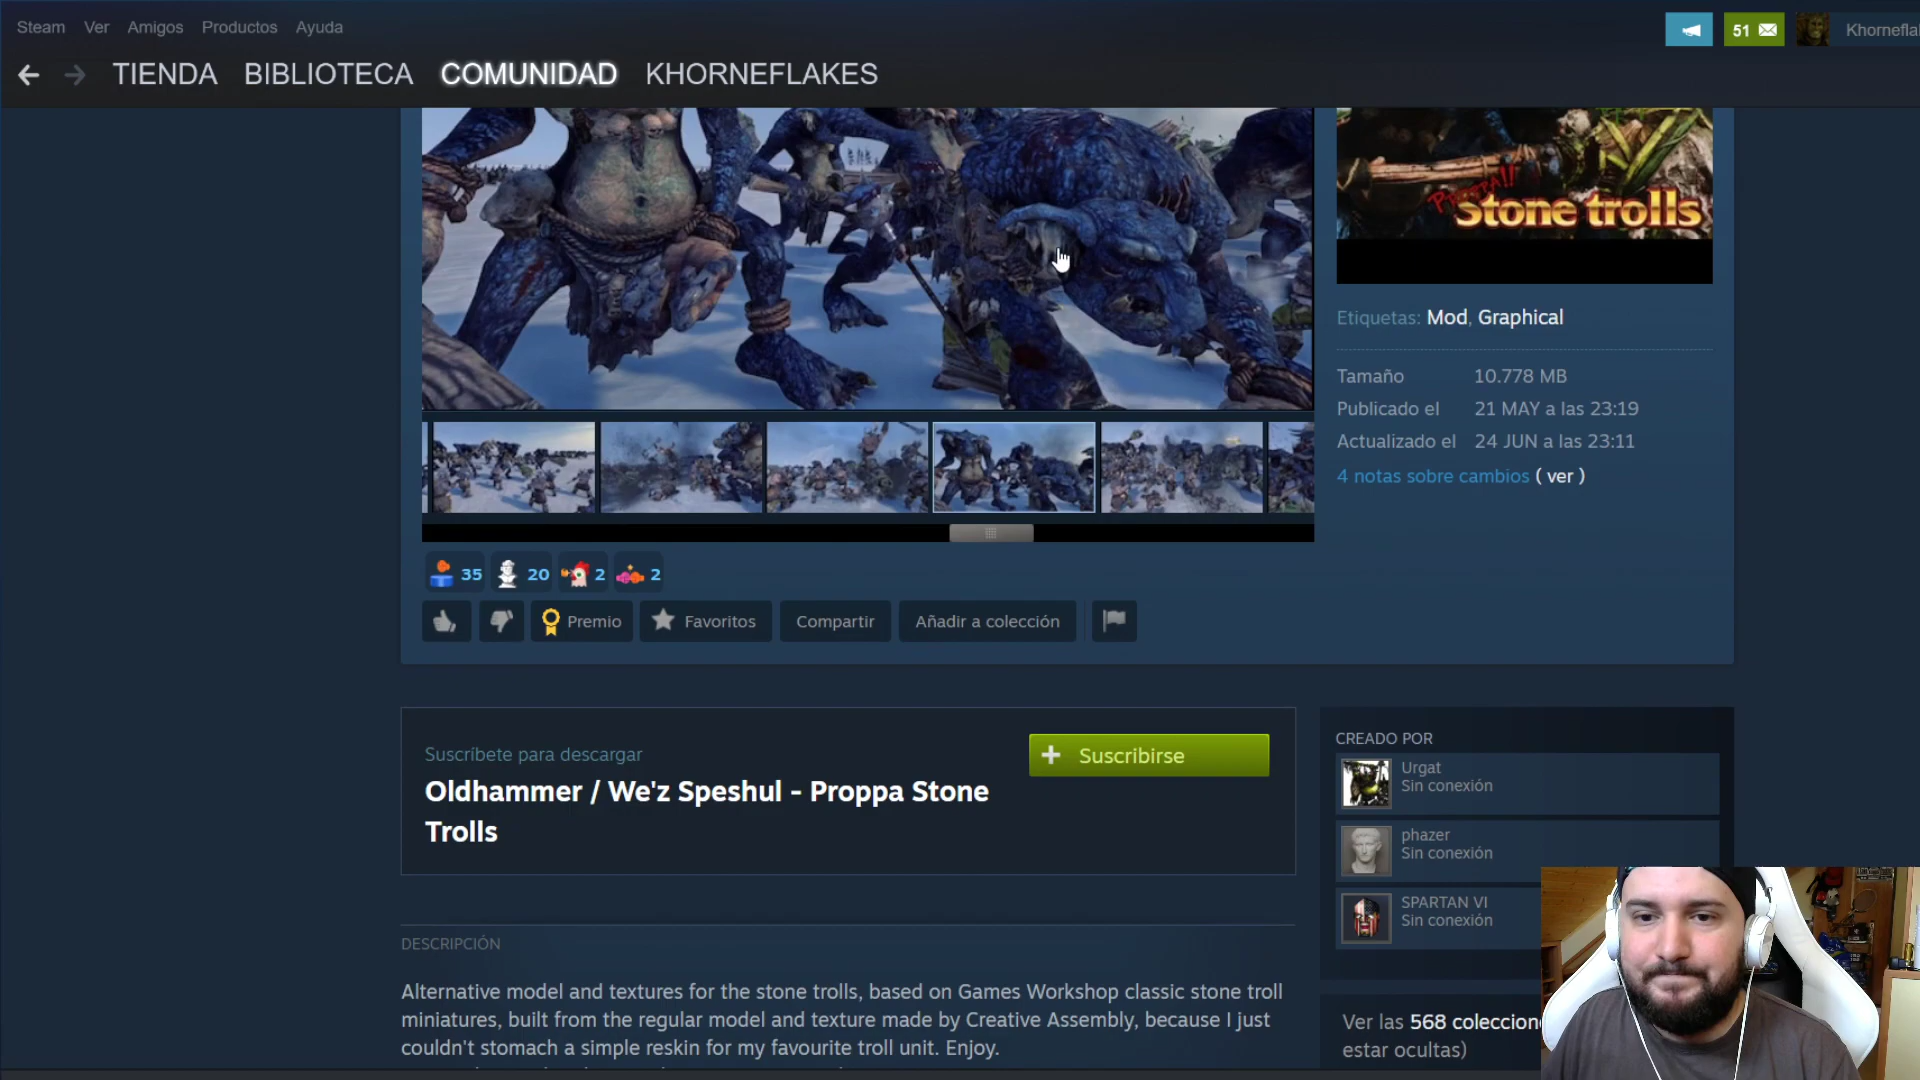 Steam Ver Amigos Productos Ayuda
51
Khornefla
TIENDA BIBLIOTECA COMUNIDAD KHORNEFLAKES
Proppa!!
Stone trolls
Etiquetas: Mod, Graphical
Tamaño 10.778 MB
Publicado el 21 MAY a las 23:19
Actualizado el 24 JUN a las 23:11
4 notas sobre cambios ( ver )
35 20 2 2
Premio Favoritos Compartir Añadir a colección
Suscríbete para descargar
Oldhammer / We'z Speshul - Proppa Stone
Trolls
Suscribirse
CREADO POR
Urgat
Sin conexión
phazer
Sin conexión
SPARTAN VI
Sin conexión
DESCRIPCIÓN
Alternative model and textures for the stone trolls, based on Games Workshop classic stone troll
miniatures, built from the regular model and texture made by Creative Assembly, because I just
couldn't stomach a simple reskin for my favourite troll unit. Enjoy.
Ver las 568 coleccion
estar ocultas)